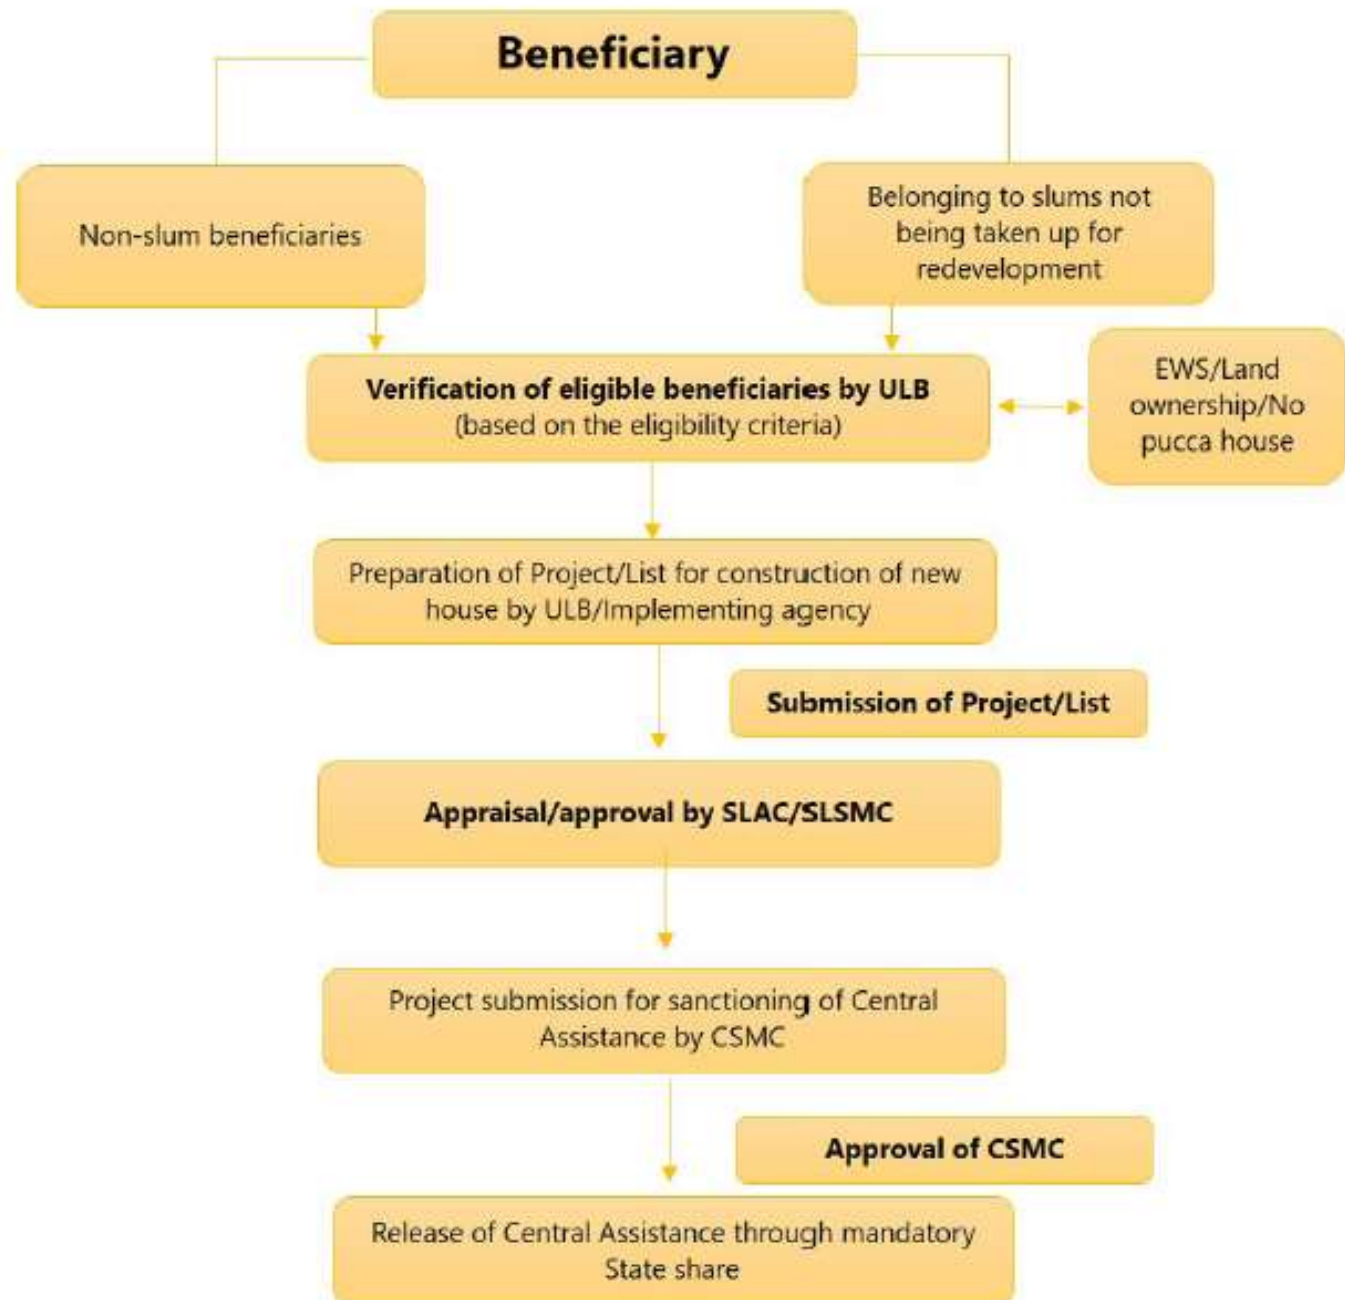 Beneficiary
Non-slum beneficiaries
Belonging to slums not
being taken up for
redevelopment
Verification of eligible beneficiaries by ULB
(based on the eligibility criteria)
EWS/Land
ownership/No
pucca house
Preparation of Project/List for construction of new
house by ULB/Implementing agency
Submission of Project/List
Appraisal/approval by SLAC/SLSMC
Project submission for sanctioning of Central
Assistance by CSMC
Approval of CSMC
Release of Central Assistance through mandatory
State share